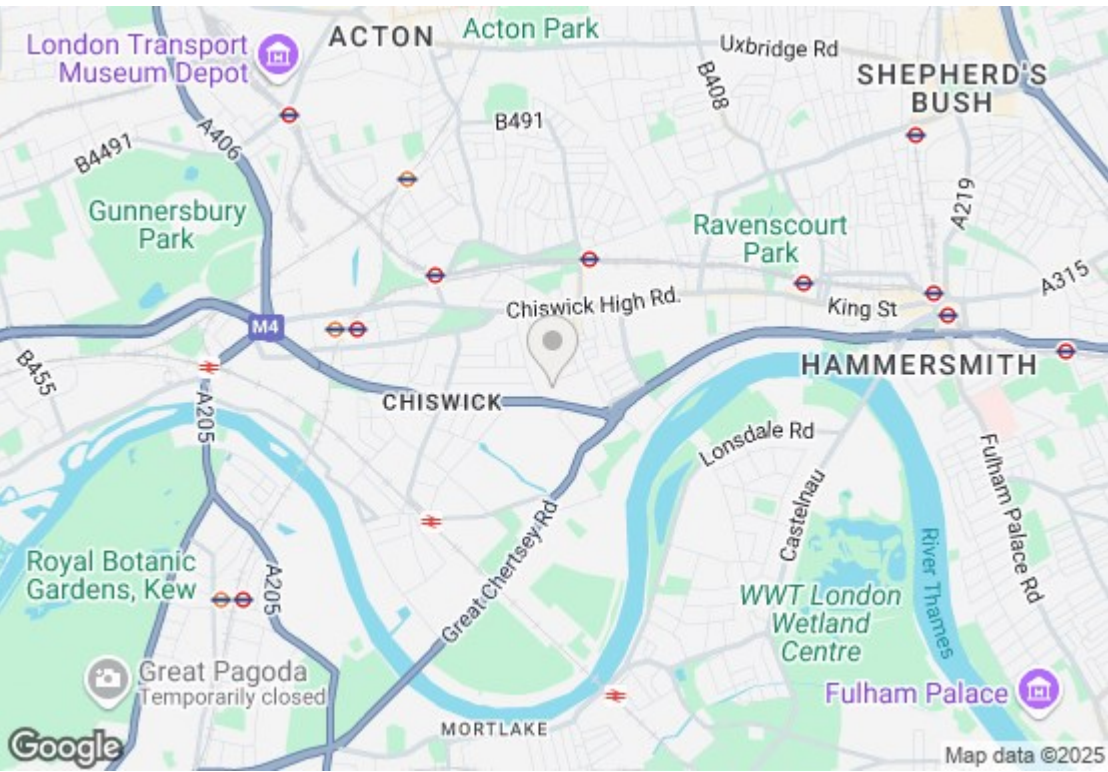 ACTON
Acton Park
London Transport
Museum Depot
Uxbridge Rd
SHEPHERD'S
BUSH
B408
B491
A406
B4491
Gunnersbury
Park
A219
Ravenscourt
Park
A315
Chiswick High Rd.
King St
M4
B455
HAMMERSMITH
CHISWICK
A205
Lonsdale Rd
Castelnau
Fulham Palace Rd
River Thames
Great Chertsey Rd
Royal Botanic
Gardens, Kew
A205
WWT London
Wetland
Centre
Great Pagoda
Temporarily closed
Fulham Palace
MORTLAKE
Google
Map data ©2025